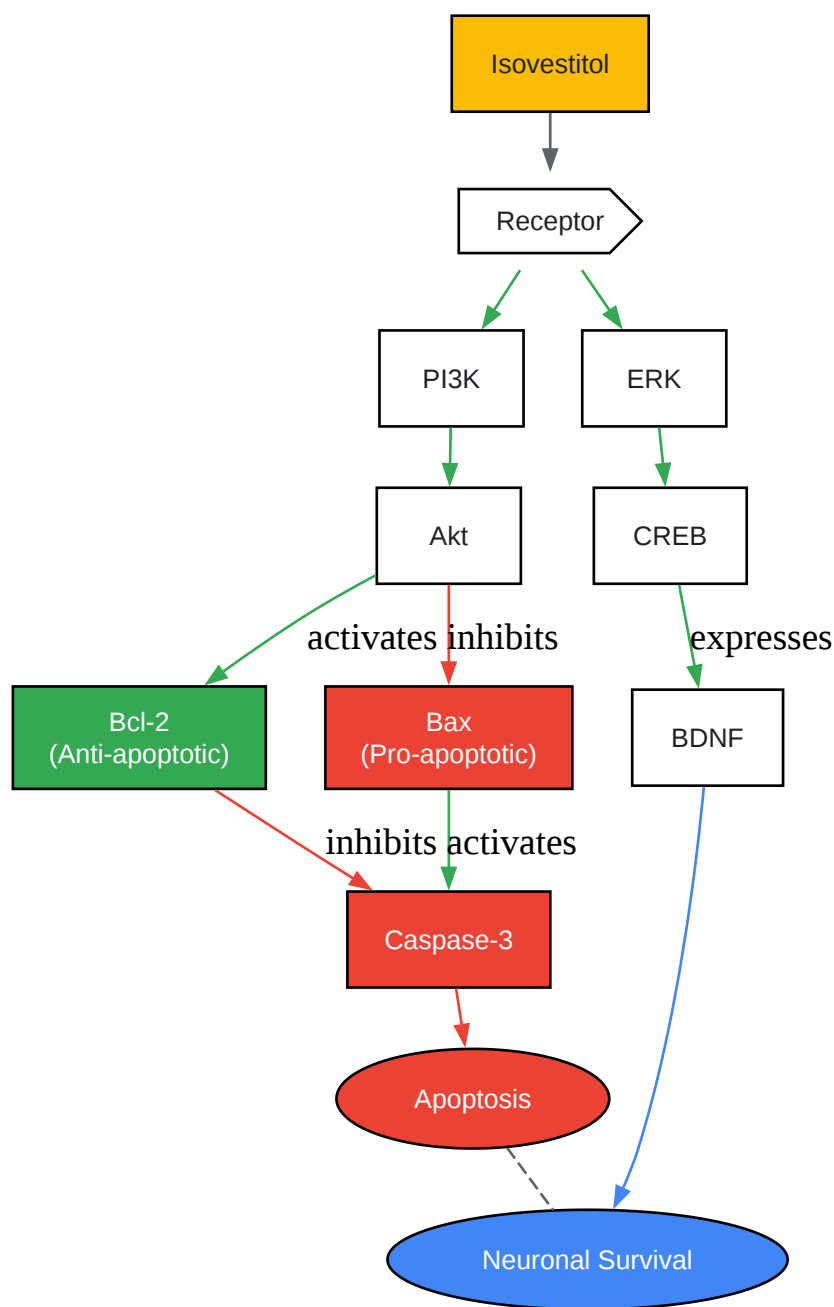 Isovestitol
Receptor
PI3K
ERK
Akt
CREB
activates
inhibits
expresses
Bcl-2
(Anti-apoptotic)
Bax
(Pro-apoptotic)
BDNF
inhibits
activates
Caspase-3
Apoptosis
Neuronal Survival